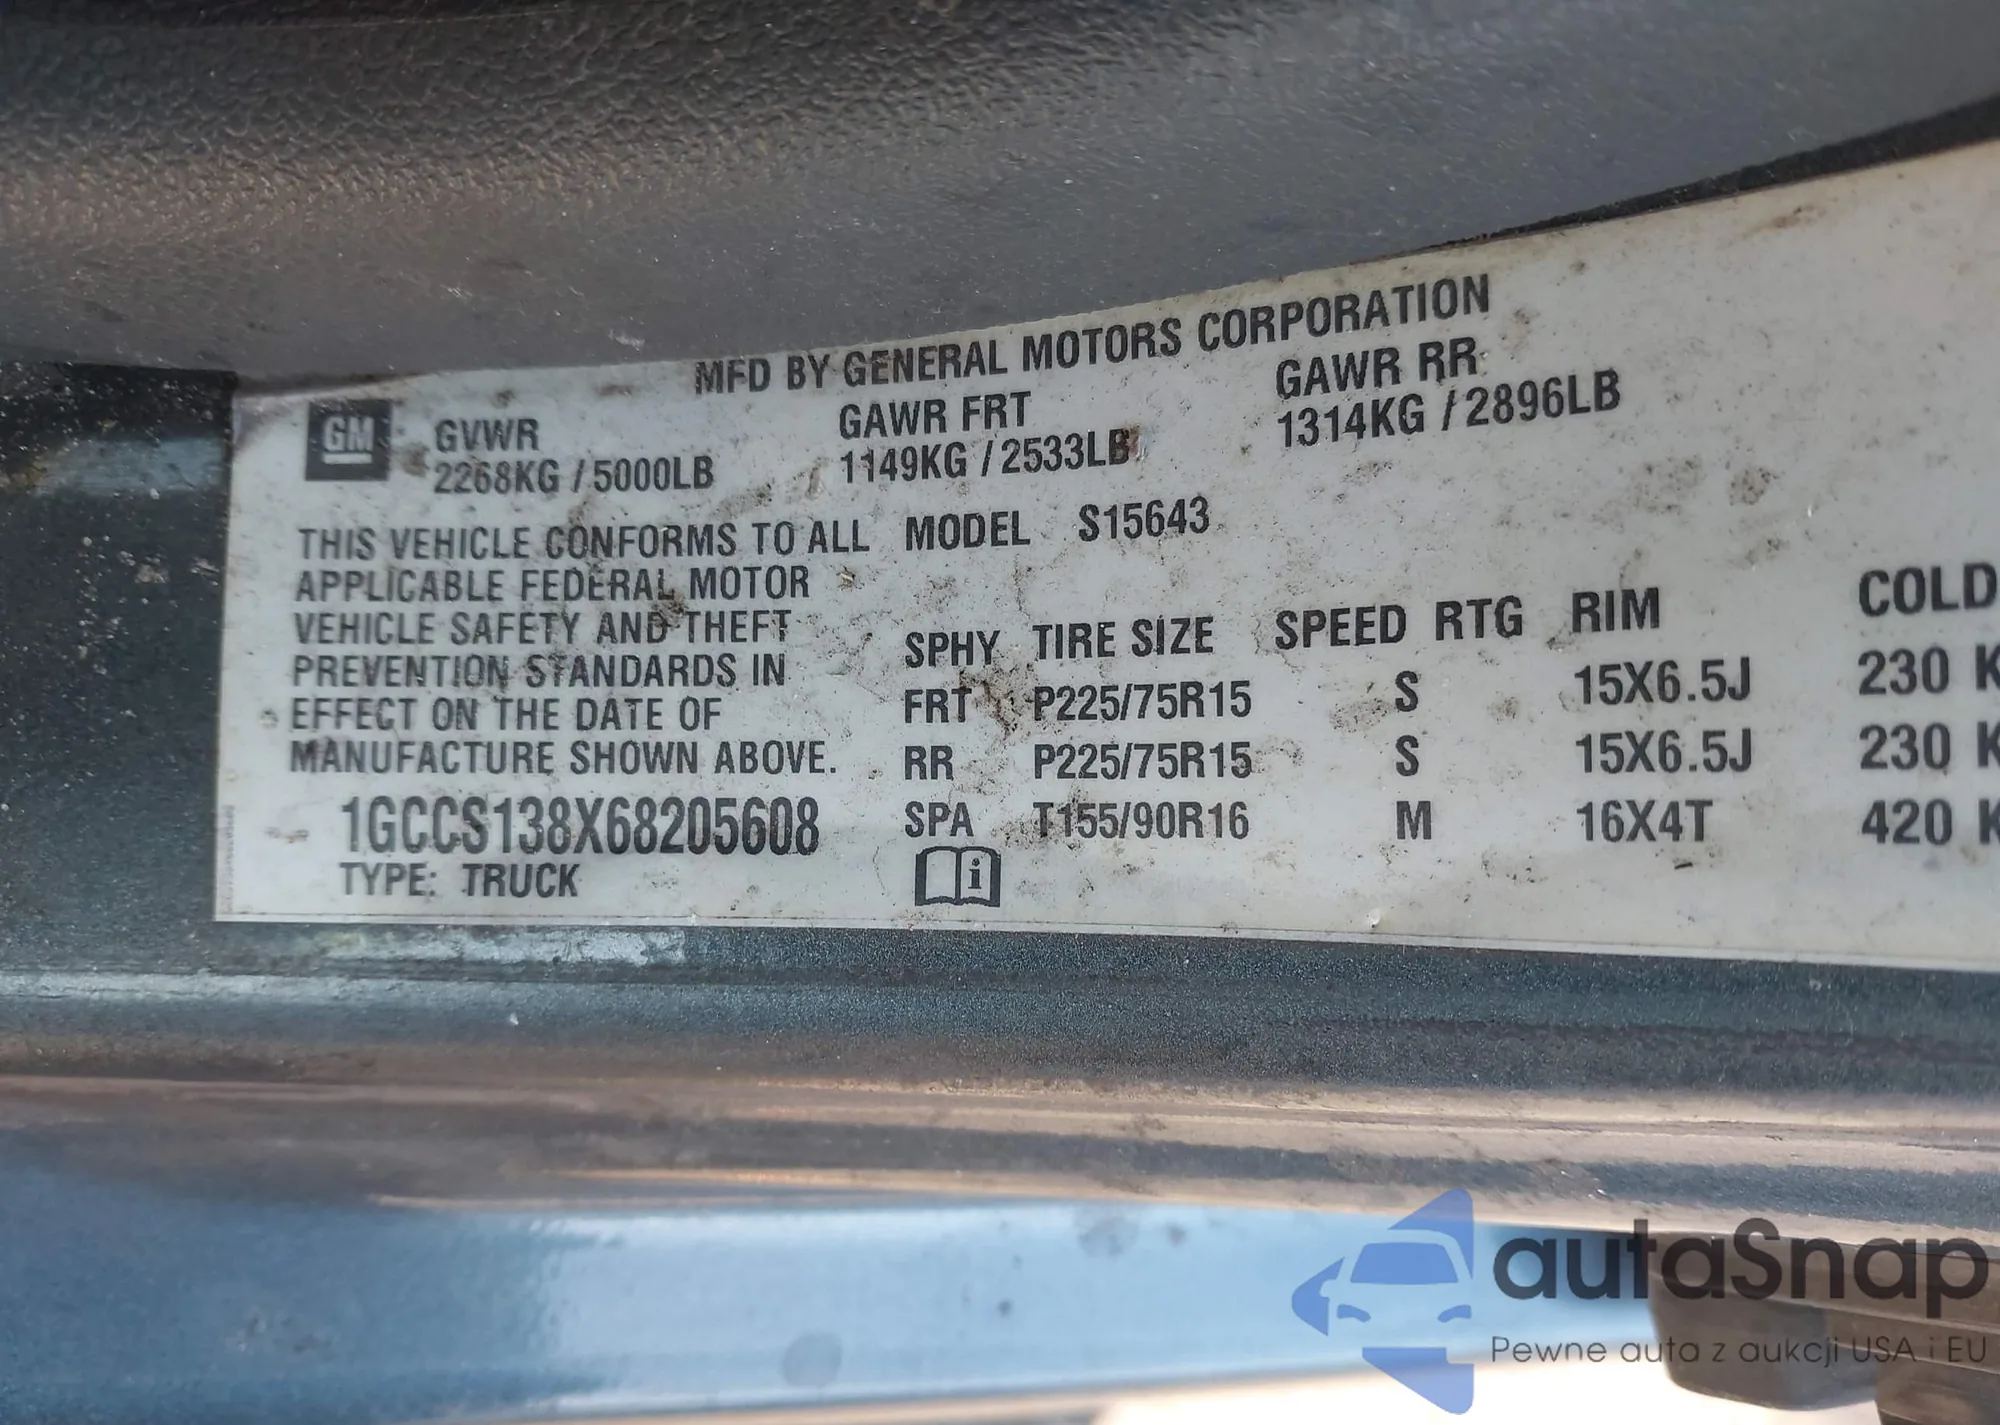 MFD BY GENERAL MOTORS CORPORATION
GM
GVWR GAWR FRT GAWR RR
2268KG / 5000LB 1149KG / 2533LB 1314KG / 2896LB
THIS VEHICLE CONFORMS TO ALL
APPLICABLE FEDERAL MOTOR
VEHICLE SAFETY AND THEFT
PREVENTION STANDARDS IN
EFFECT ON THE DATE OF
MANUFACTURE SHOWN ABOVE.
1GCCS138X68205608
TYPE: TRUCK
MODEL S15643
SPHY TIRE SIZE SPEED RTG RIM COLD
FRT P225/75R15 S 15X6.5J 230 K
RR P225/75R15 S 15X6.5J 230 K
SPA T155/90R16 M 16X4T 420 K
i
autaSnap
Pewne auta z aukcji USA i EU